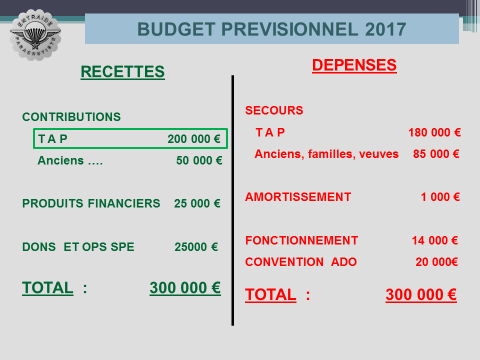 ENTRAIDE
PARACHUTISTE
BUDGET PREVISIONNEL 2017
RECETTES
CONTRIBUTIONS
T A P 200 000 €
Anciens .... 50 000 €
PRODUITS FINANCIERS 25 000 €
DONS ET OPS SPE 25000 €
TOTAL : 300 000 €
DEPENSES
SECOURS
T A P 180 000 €
Anciens, familles, veuves 85 000 €
AMORTISSEMENT 1 000 €
FONCTIONNEMENT 14 000 €
CONVENTION ADO 20 000€
TOTAL : 300 000 €